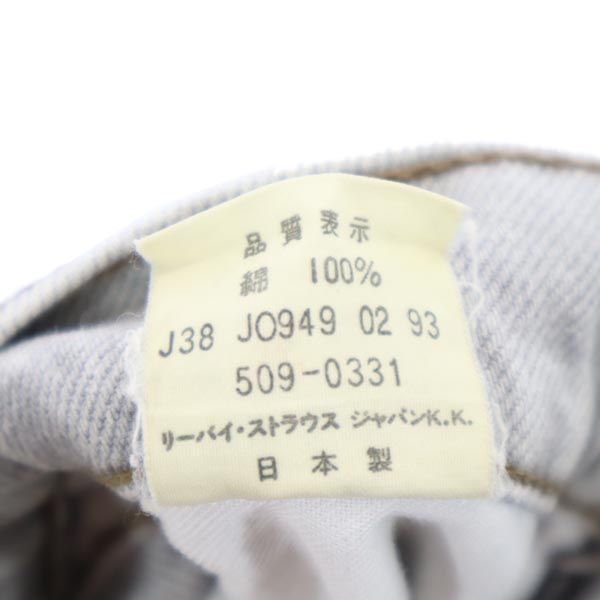 品質表示
綿 100%
J38 J0949 02 93
509-0331
リーバイ・ストラウス ジャパンK.K.
日本製